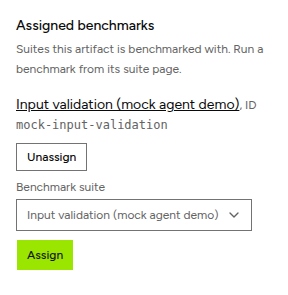 Assigned benchmarks
Suites this artifact is benchmarked with. Run a
benchmark from its suite page.
Input validation (mock agent demo), ID
mock-input-validation
Unassign
Benchmark suite
Input validation (mock agent demo)
Assign